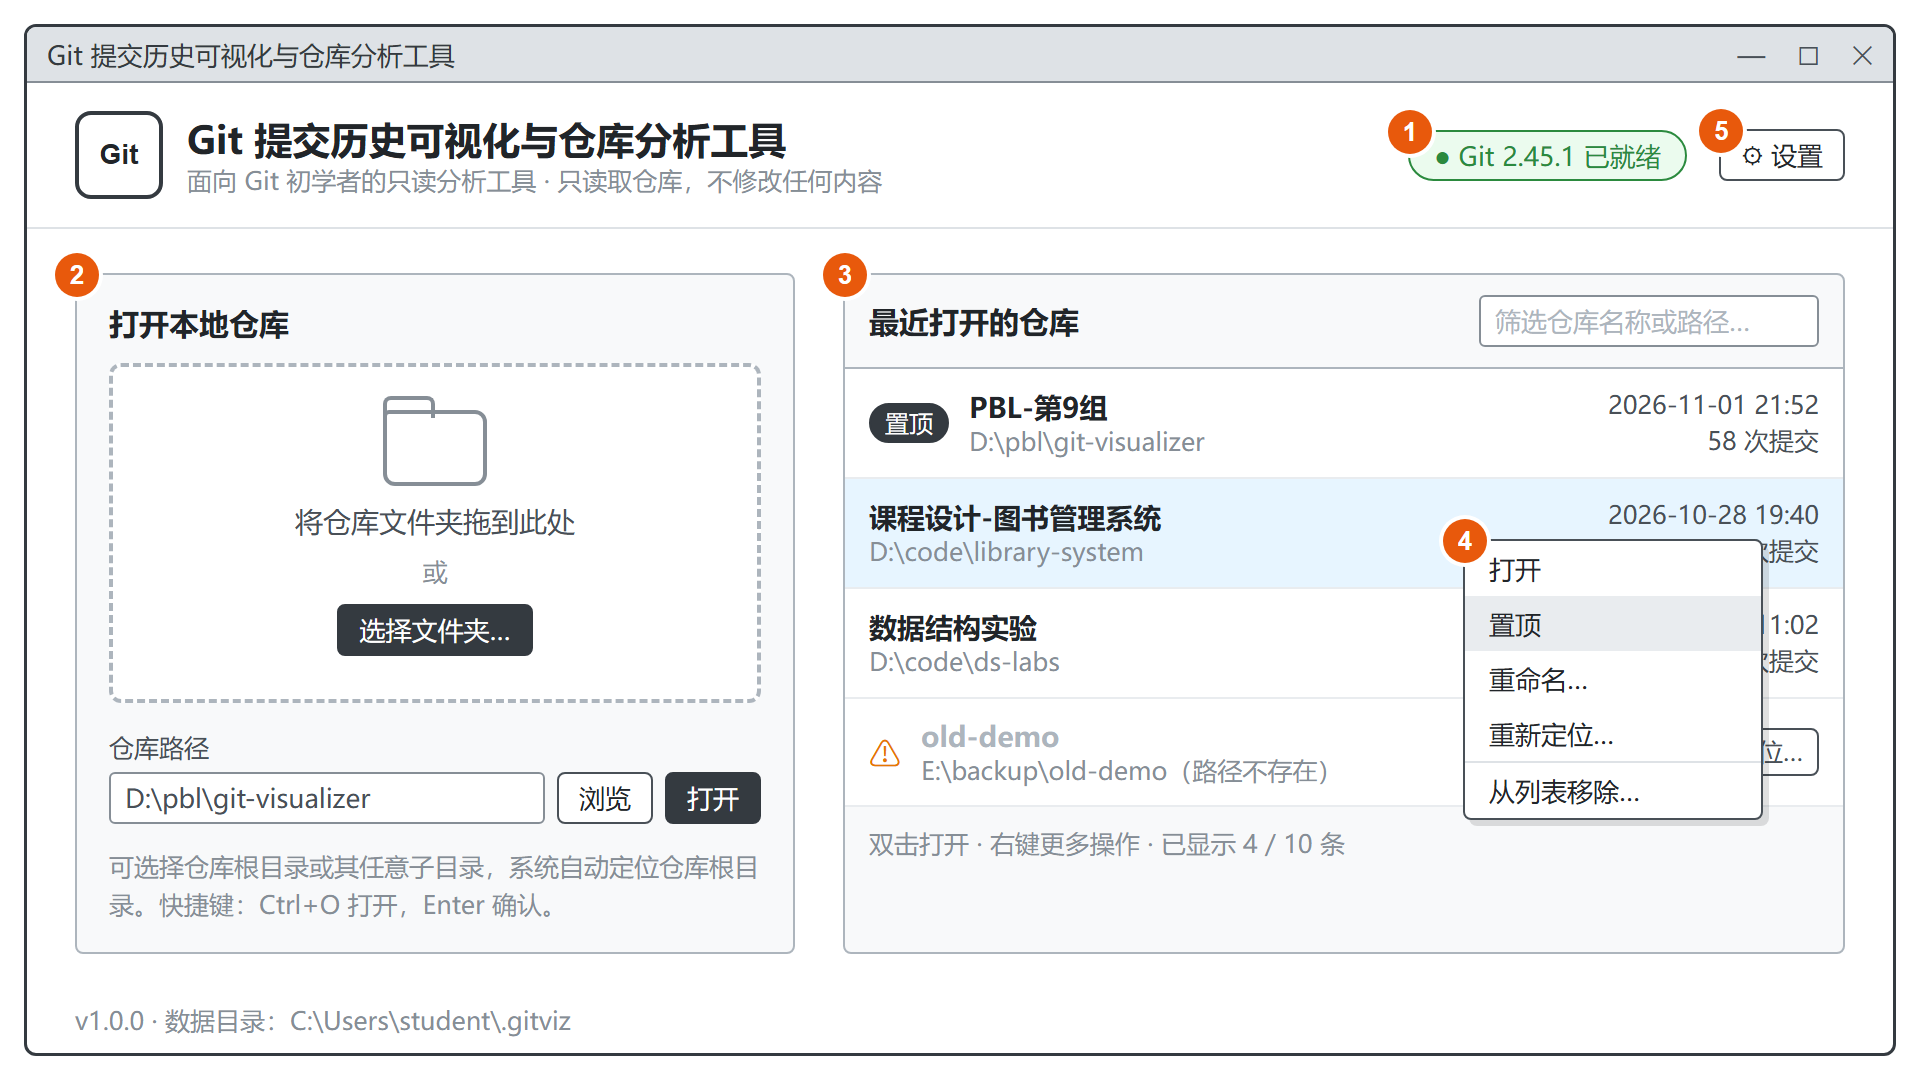 Git 提交历史可视化与仓库分析工具
Git
Git 提交历史可视化与仓库分析工具
面向 Git 初学者的只读分析工具 · 只读取仓库，不修改任何内容
1
● Git 2.45.1 已就绪
5
设置
2
打开本地仓库
将仓库文件夹拖到此处
或
选择文件夹...
仓库路径
D:\pbl\git-visualizer
浏览
打开
可选择仓库根目录或其任意子目录，系统自动定位仓库根目
录。快捷键：Ctrl+O 打开，Enter 确认。
3
最近打开的仓库
筛选仓库名称或路径...
置顶
PBL-第9组
D:\pbl\git-visualizer
2026-11-01 21:52
58 次提交
课程设计-图书管理系统
D:\code\library-system
2026-10-28 19:40
提交
数据结构实验
D:\code\ds-labs
1:02
提交
old-demo
E:\backup\old-demo（路径不存在）
位...
4
打开
置顶
重命名...
重新定位...
从列表移除...
双击打开 · 右键更多操作 · 已显示 4 / 10 条
v1.0.0 · 数据目录：C:\Users\student\.gitviz